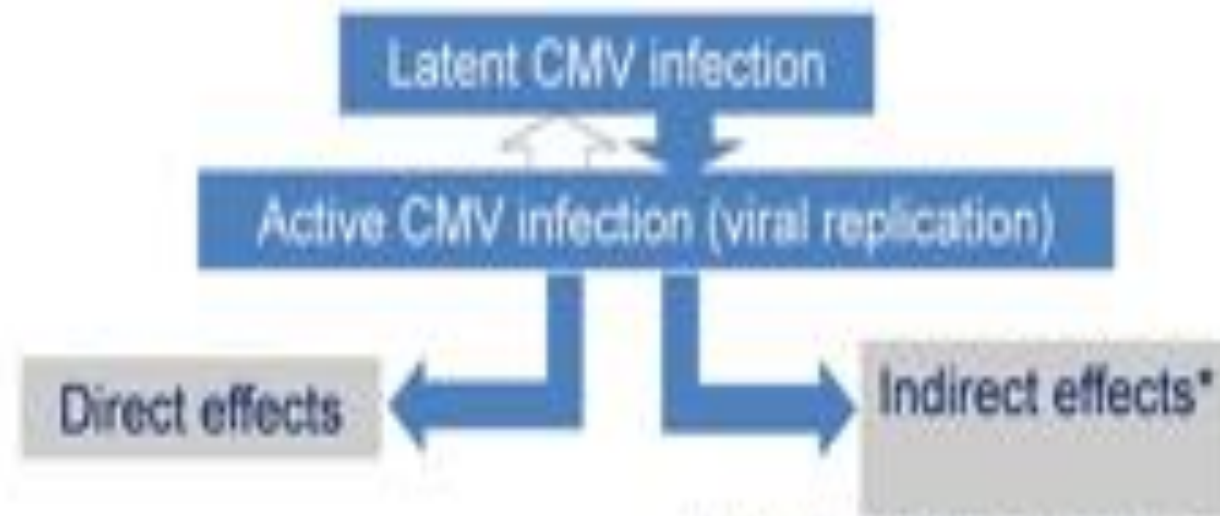 Latent CMV infection
Active CMV infection (viral replication)
Direct effects
Indirect effects*